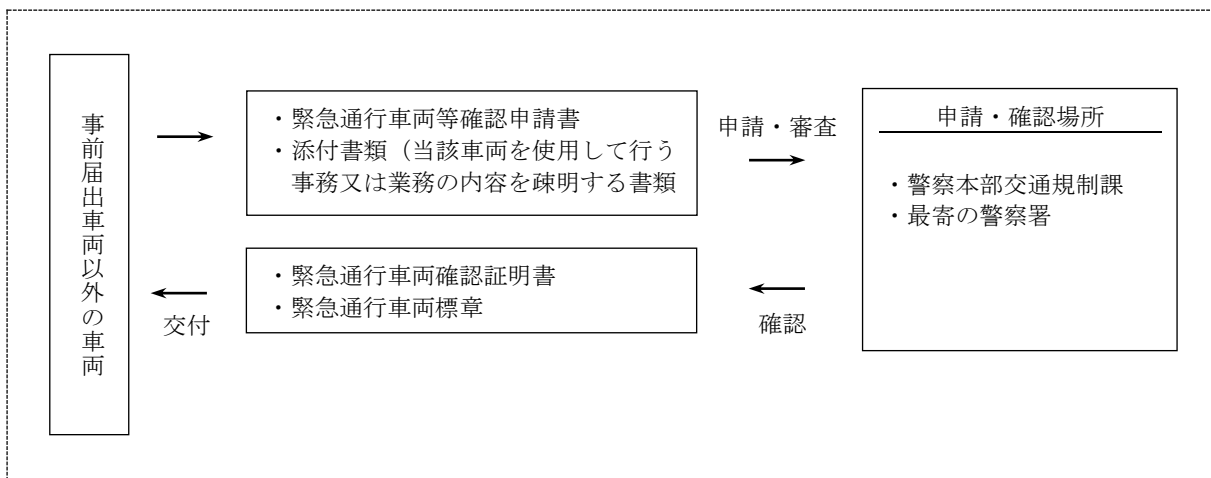 事前届出車両以外の車両
・緊急通行車両等確認申請書
・添付書類（当該車両を使用して行う
事務又は業務の内容を疎明する書類
申請・審査
申請・確認場所
・警察本部交通規制課
・最寄の警察署
・緊急通行車両確認証明書
・緊急通行車両標章
交付
確認